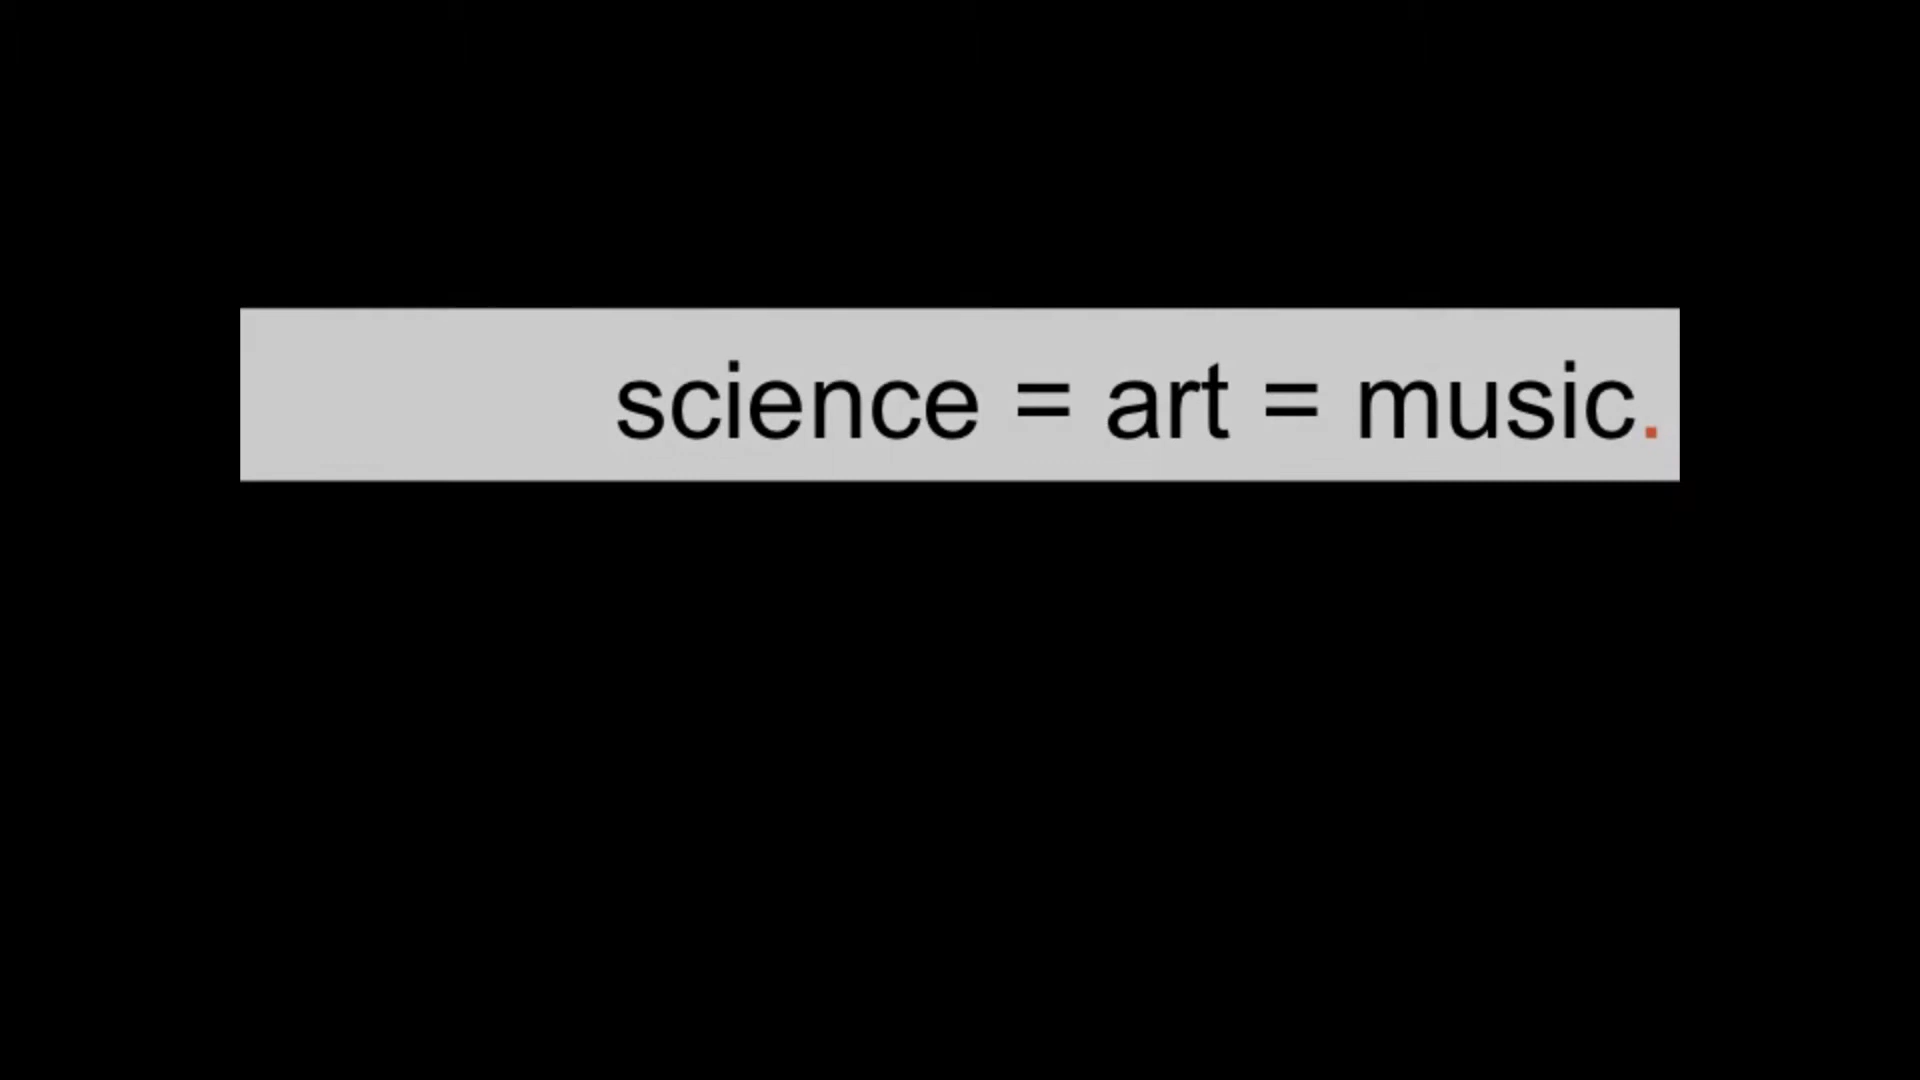 science = art = music.